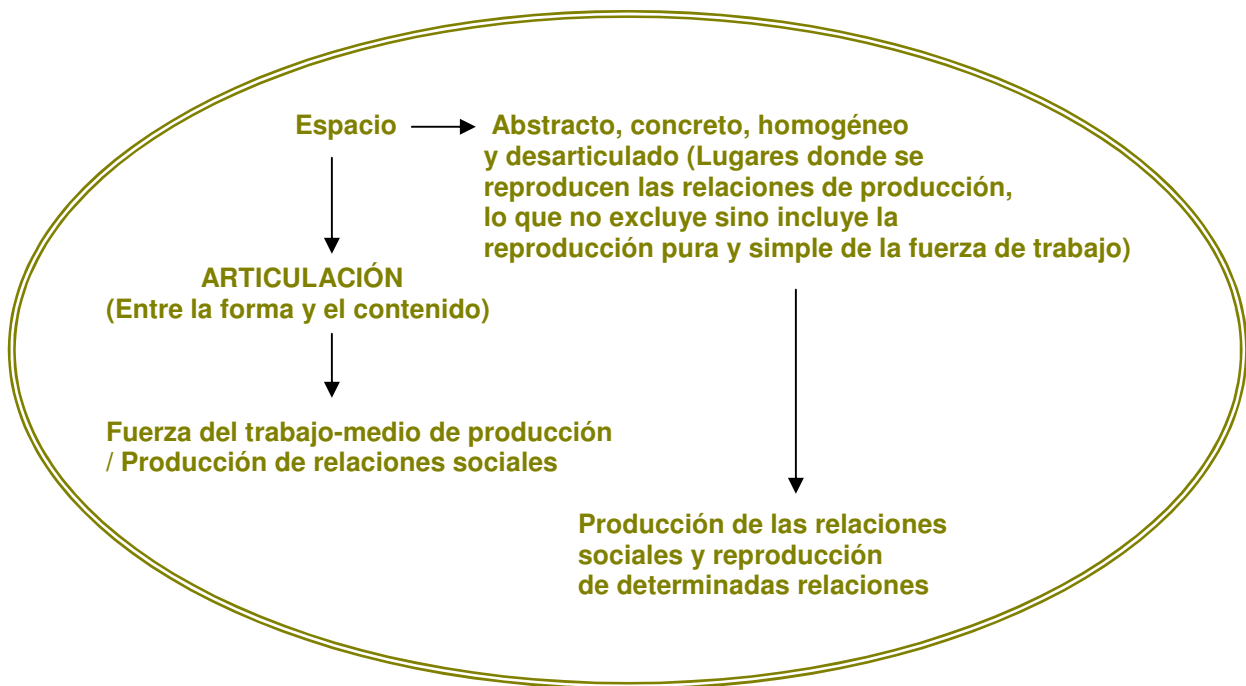 Espacio
Abstracto, concreto, homogéneo
y desarticulado (Lugares donde se
reproducen las relaciones de producción,
lo que no excluye sino incluye la
reproducción pura y simple de la fuerza de trabajo)
ARTICULACIÓN
(Entre la forma y el contenido)
Fuerza del trabajo-medio de producción
/ Producción de relaciones sociales
Producción de las relaciones
sociales y reproducción
de determinadas relaciones